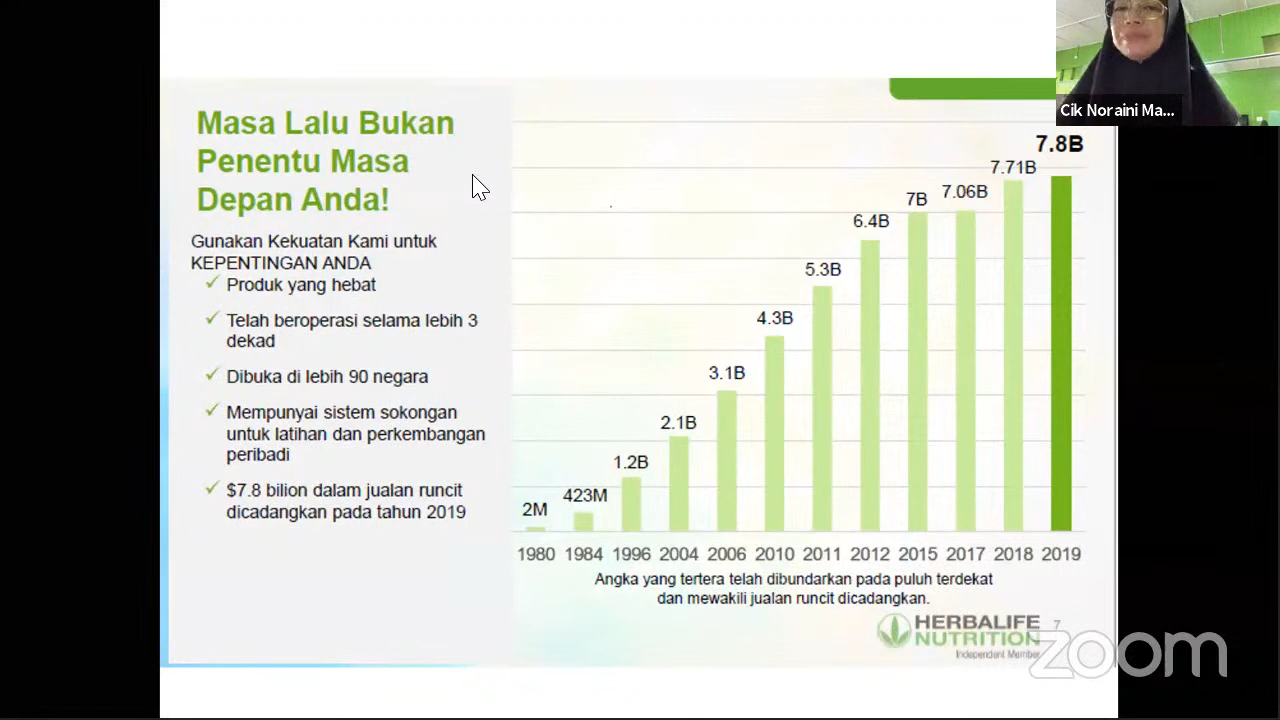 Cik Noraini Ma...
Masa Lalu Bukan
Penentu Masa
Depan Anda!
Gunakan Kekuatan Kami untuk
KEPENTINGAN ANDA
✓ Produk yang hebat
✓ Telah beroperasi selama lebih 3
dekad
✓ Dibuka di lebih 90 negara
✓ Mempunyai sistem sokongan
untuk latihan dan perkembangan
peribadi
✓ $7.8 bilion dalam jualan runcit
dicadangkan pada tahun 2019
2M 423M 1.2B 2.1B 3.1B 4.3B 5.3B 6.4B 7B 7.06B 7.71B 7.8B
1980 1984 1996 2004 2006 2010 2011 2012 2015 2017 2018 2019
Angka yang tertera telah dibundarkan pada puluh terdekat
dan mewakili jualan runcit dicadangkan.
HERBALIFE
NUTRITION
Independent Member
7
zoom